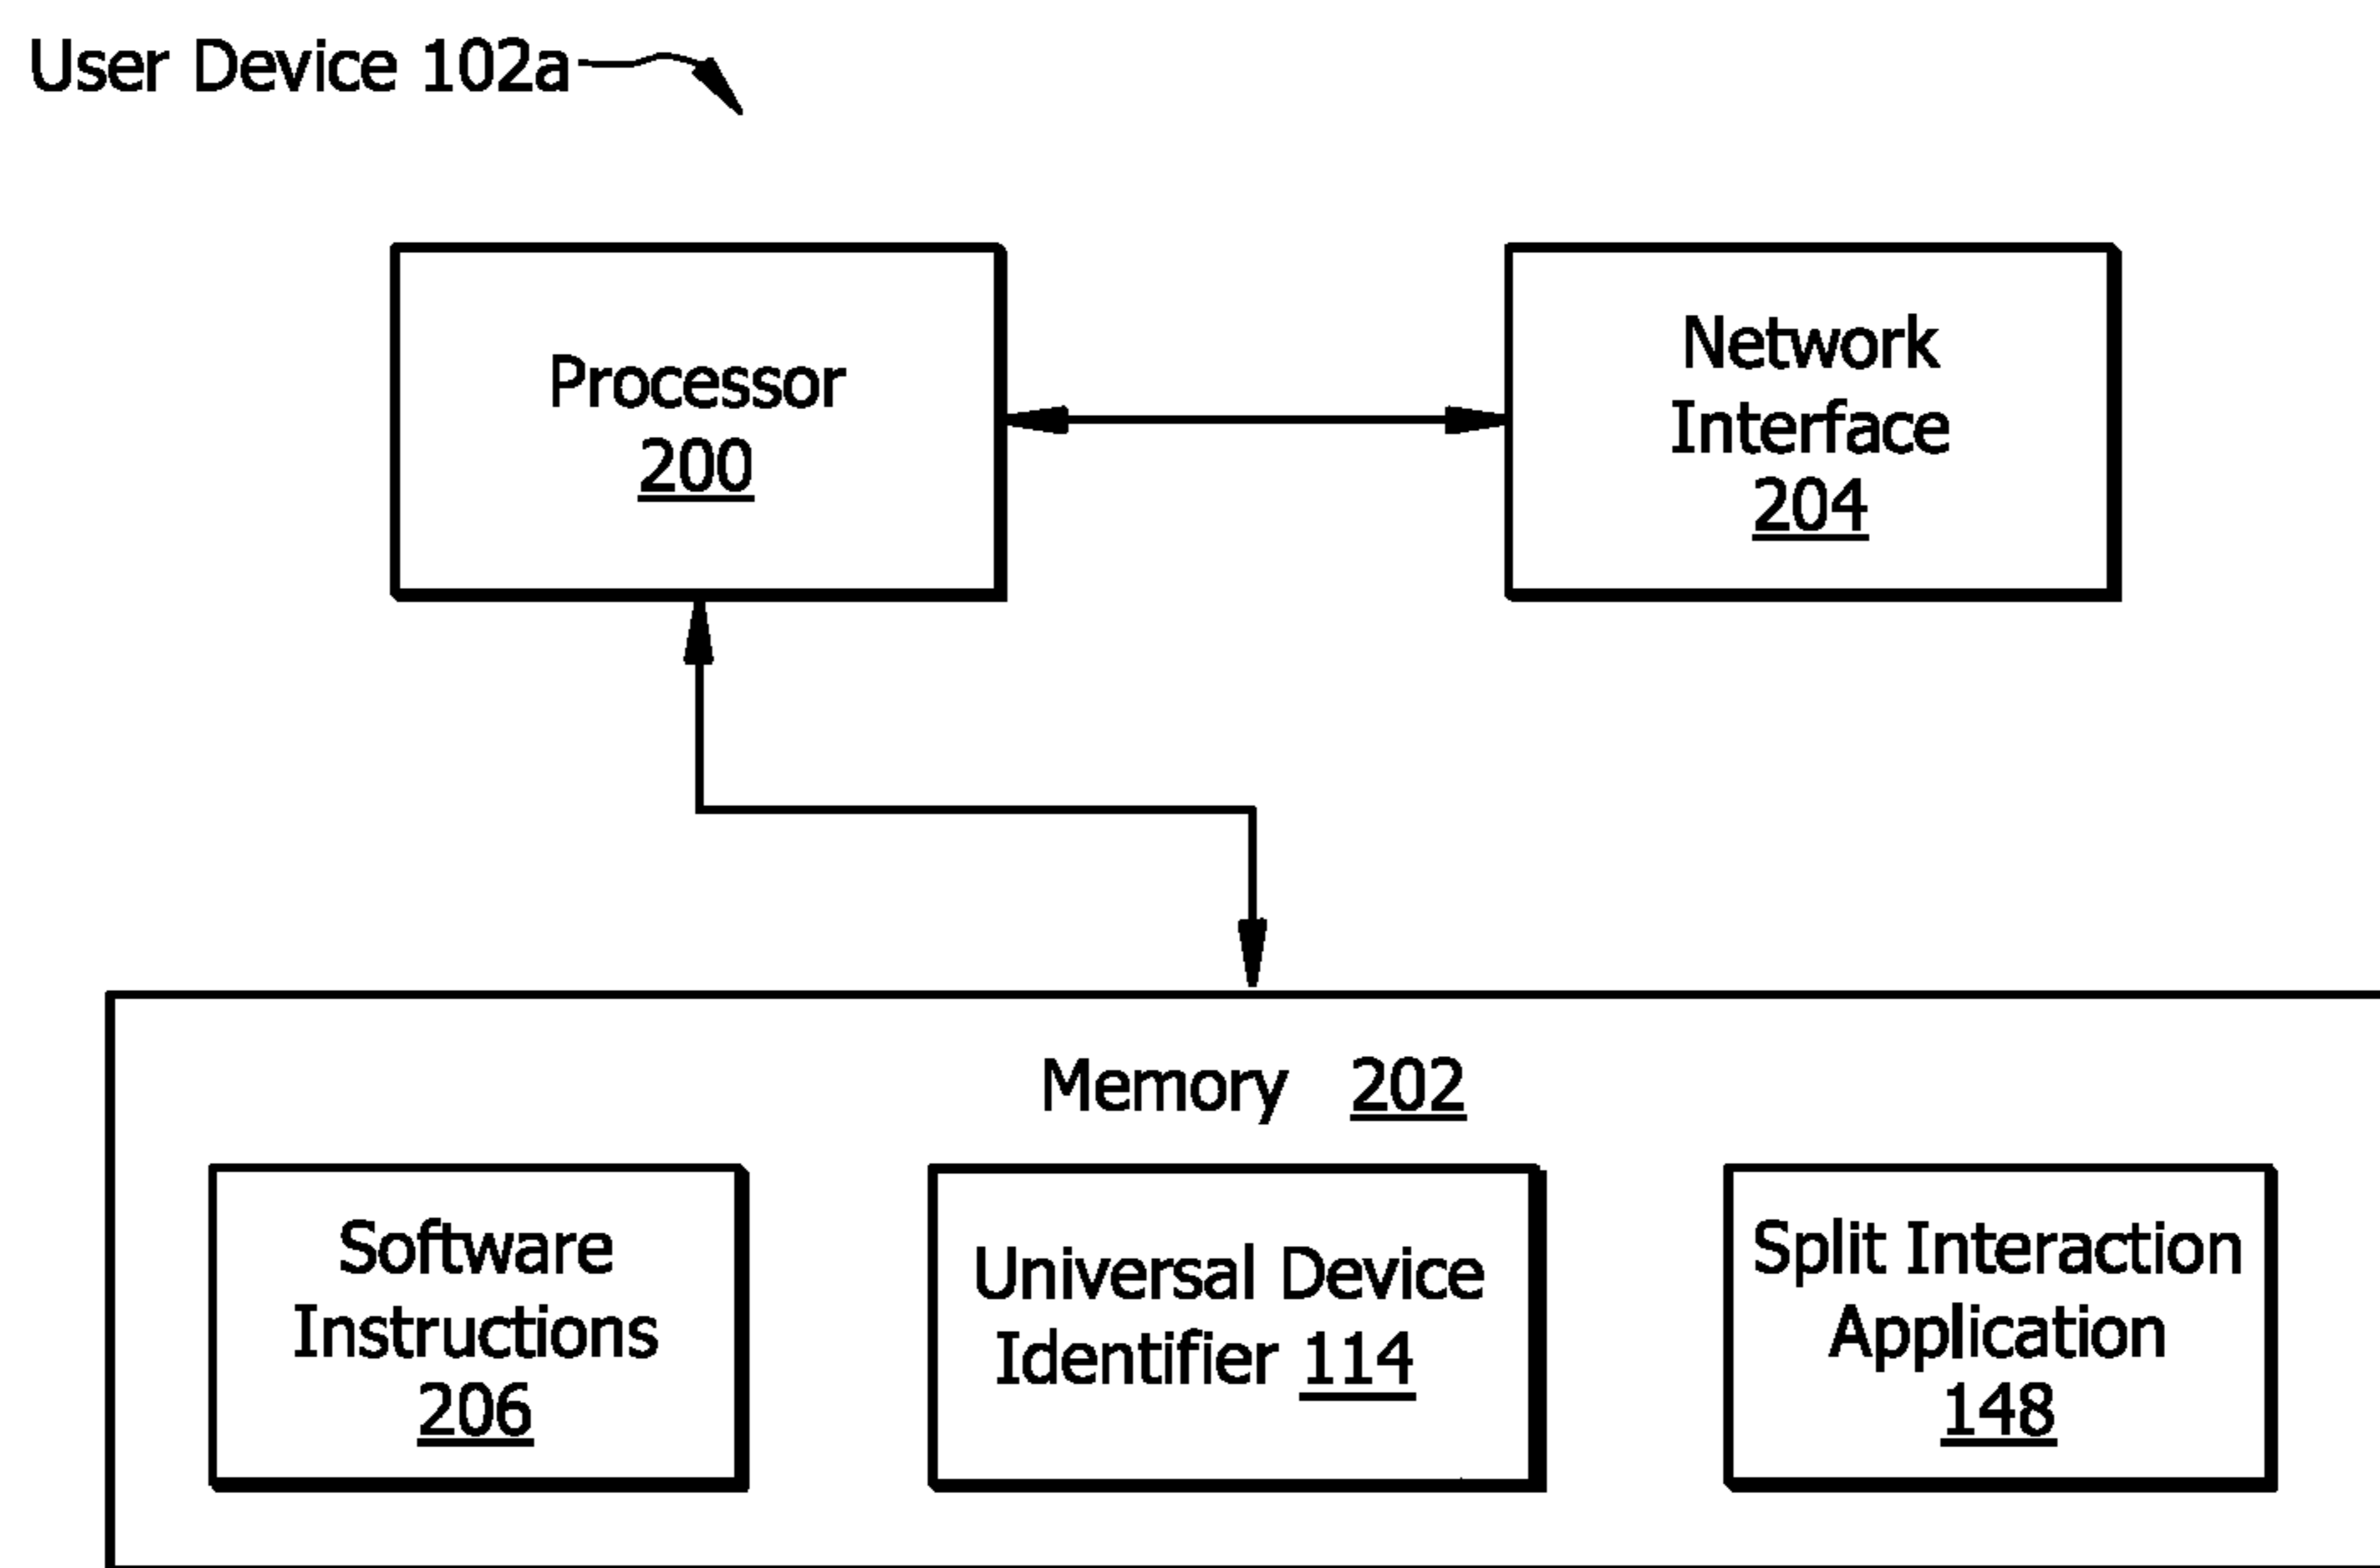 User Device 102a
Processor
200
Network
Interface
204
Memory 202
Software
Instructions
206
Universal Device
Identifier 114
Split Interaction
Application
148